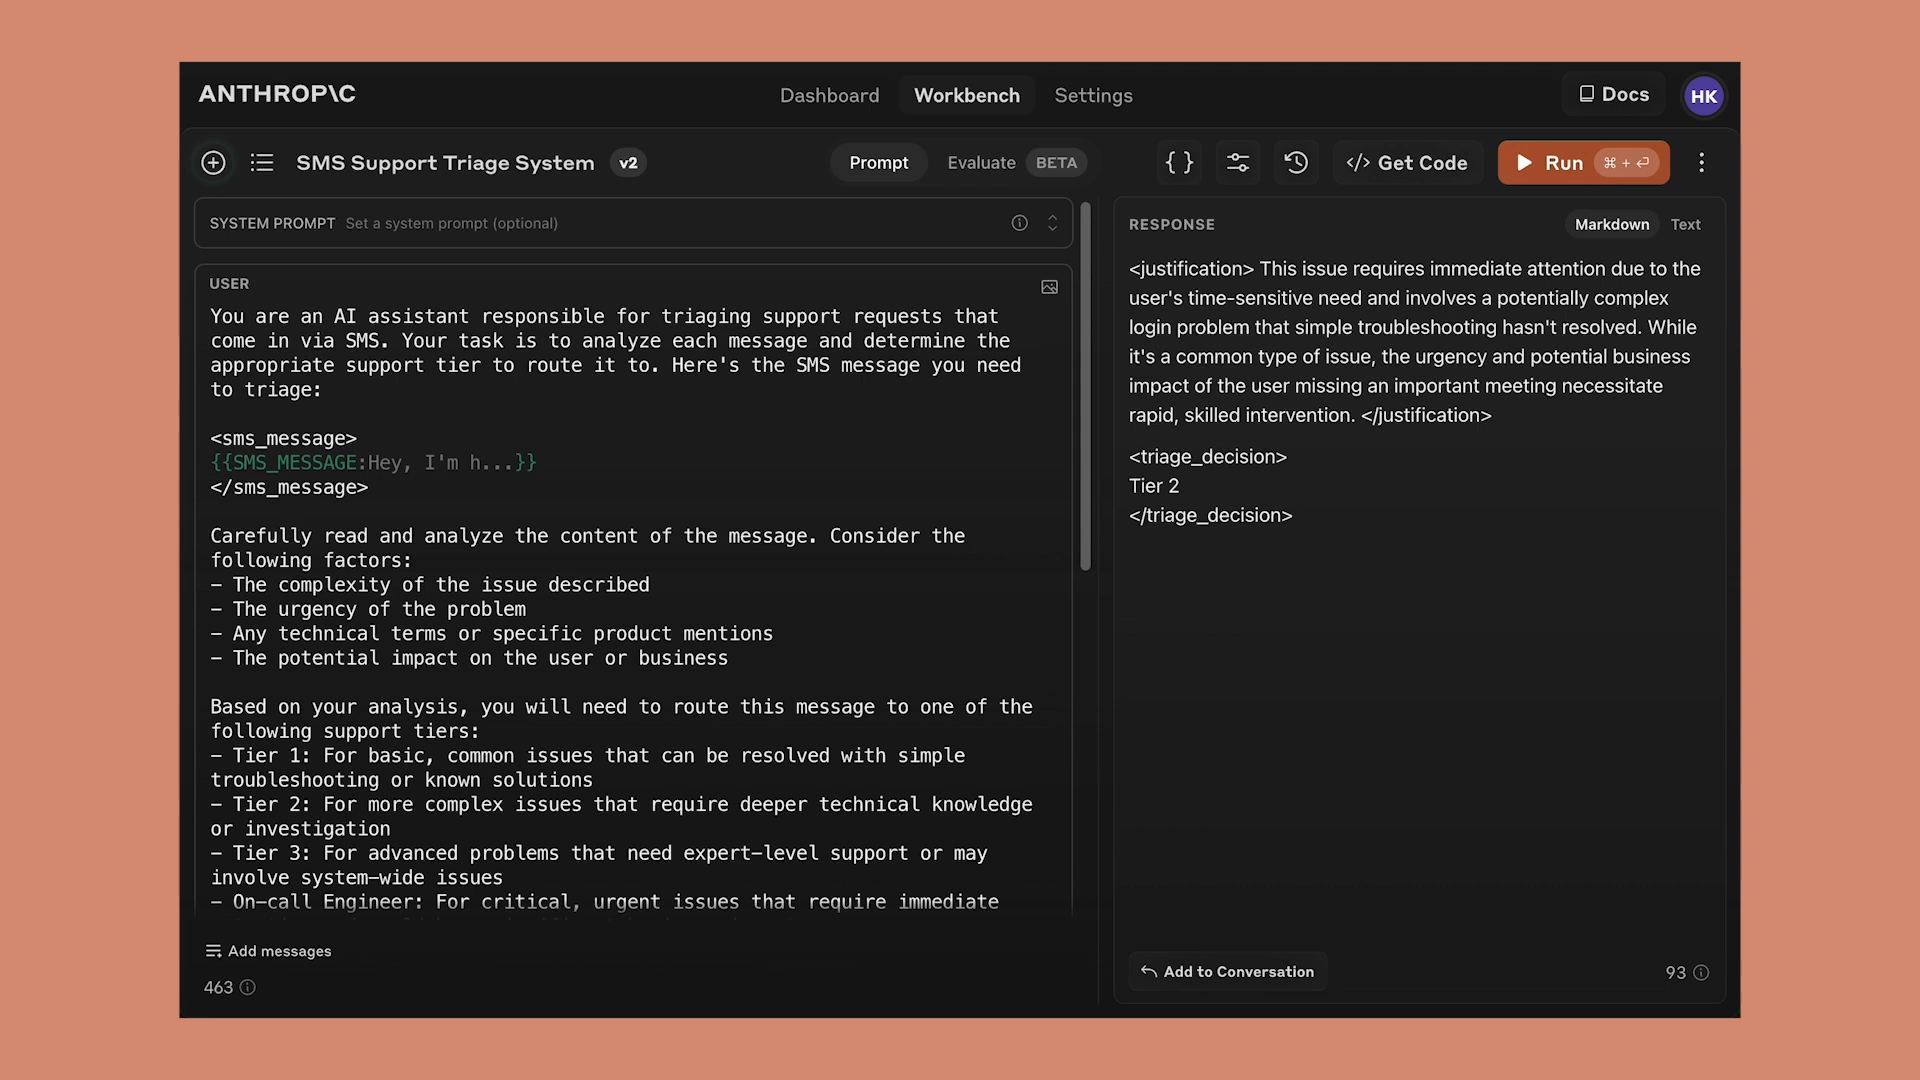 ANTHROP\C
Dashboard
Workbench
Settings
Docs
HK
SMS Support Triage System
v2
Prompt
Evaluate
BETA
{ }
</> Get Code
Run
⌘ + ⏎
SYSTEM PROMPT Set a system prompt (optional)
USER
You are an AI assistant responsible for triaging support requests that
come in via SMS. Your task is to analyze each message and determine the
appropriate support tier to route it to. Here's the SMS message you need
to triage:
<sms_message>
{{SMS_MESSAGE:Hey, I'm h...}}
</sms_message>
Carefully read and analyze the content of the message. Consider the
following factors:
– The complexity of the issue described
– The urgency of the problem
– Any technical terms or specific product mentions
– The potential impact on the user or business
Based on your analysis, you will need to route this message to one of the
following support tiers:
– Tier 1: For basic, common issues that can be resolved with simple
troubleshooting or known solutions
– Tier 2: For more complex issues that require deeper technical knowledge
or investigation
– Tier 3: For advanced problems that need expert–level support or may
involve system–wide issues
– On–call Engineer: For critical, urgent issues that require immediate
Add messages
463
RESPONSE
Markdown
Text
<justification> This issue requires immediate attention due to the
user's time-sensitive need and involves a potentially complex
login problem that simple troubleshooting hasn't resolved. While
it's a common type of issue, the urgency and potential business
impact of the user missing an important meeting necessitate
rapid, skilled intervention. </justification>
<triage_decision>
Tier 2
</triage_decision>
Add to Conversation
93